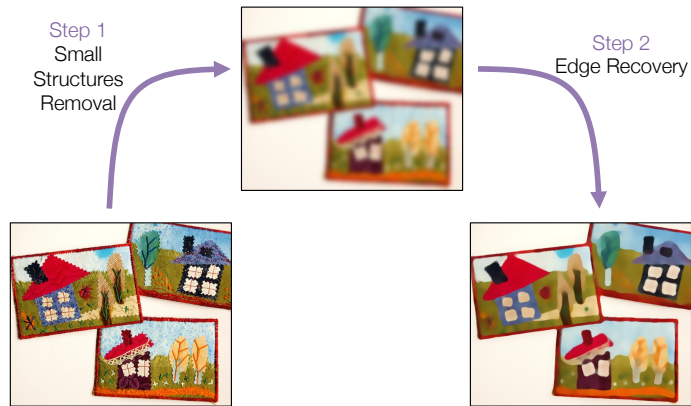 Step 1
Small
Structures
Removal
Step 2
Edge Recovery